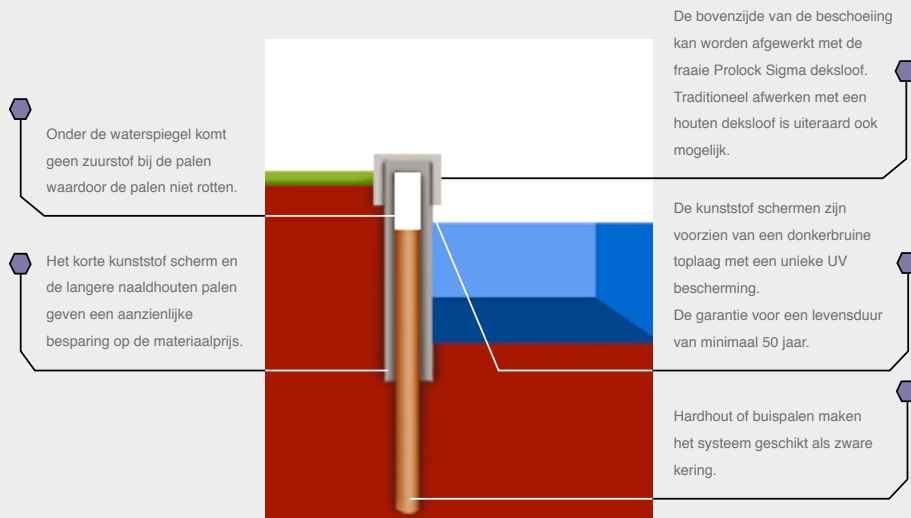 Onder de waterspiegel komt
geen zuurstof bij de palen
waardoor de palen niet rotten.
Het korte kunststof scherm en
de langere naaldhouten palen
geven een aanzienlijke
besparing op de materiaalprijs.
De bovenzijde van de beschoeiing
kan worden afgewerkt met de
fraaie Prolock Sigma deksloof.
Traditioneel afwerken met een
houten deksloof is uiteraard ook
mogelijk.
De kunststof schermen zijn
voorzien van een donkerbruine
toplaag met een unieke UV
bescherming.
De garantie voor een levensduur
van minimaal 50 jaar.
Hardhout of buispalen maken
het systeem geschikt als zware
kering.